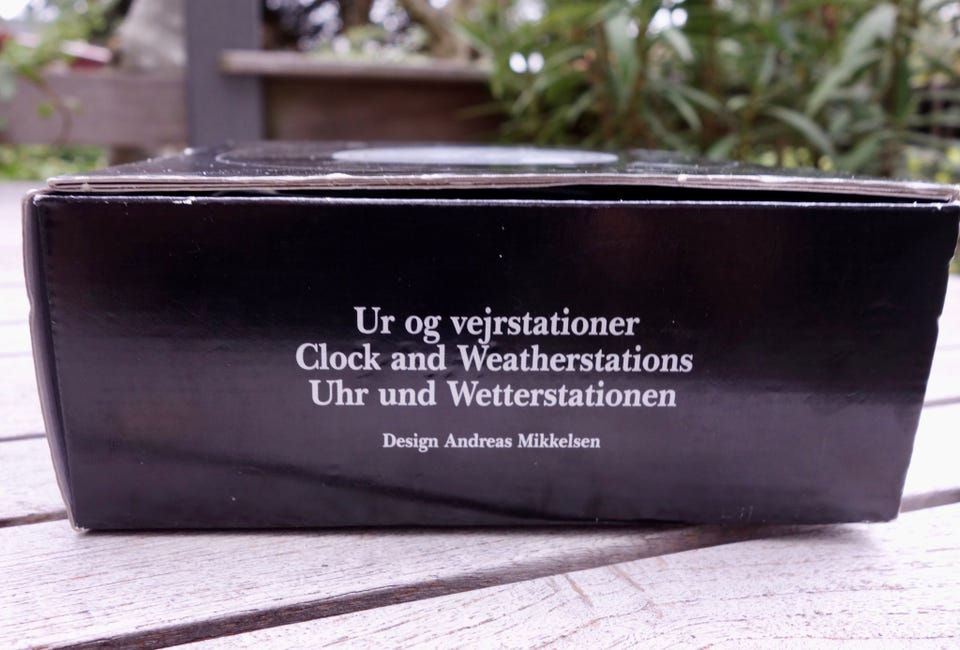 Ur og vejrstationer
Clock and Weatherstations
Uhr und Wetterstationen
Design Andreas Mikkelsen